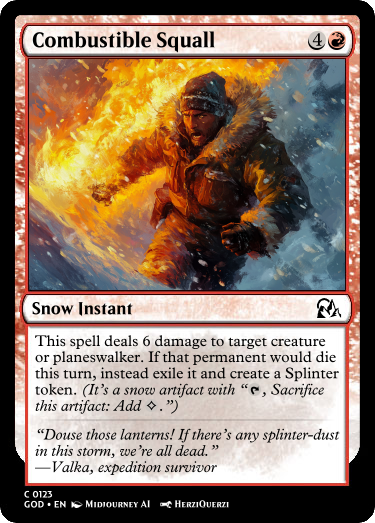 Combustible Squall 4
Snow Instant
This spell deals 6 damage to target creature
or planeswalker. If that permanent would die
this turn, instead exile it and create a Splinter
token. (It's a snow artifact with “, Sacrifice
this artifact: Add .”)
“Douse those lanterns! If there's any splinter-dust
in this storm, we're all dead.”
—Valka, expedition survivor
C 0123
GOD • EN Midjourney AI HerziQuerzi